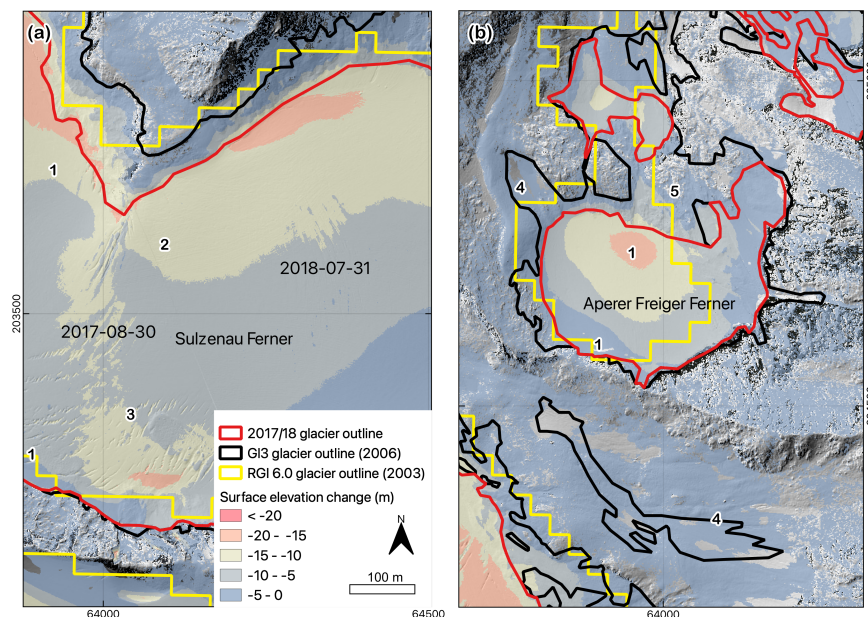 (a)
(b)
1
4
5
2
1
2018-07-31
203500
Aperer Freiger Ferner
2017-08-30
Sulzenau Ferner
1
3
1
2017/18 glacier outline
GI3 glacier outline (2006)
RGI 6.0 glacier outline (2003)
Surface elevation change (m)
< -20
-20 - -15
-15 - -10
-10 - -5
-5 - 0
N
100 m
4
64000
64500
64000